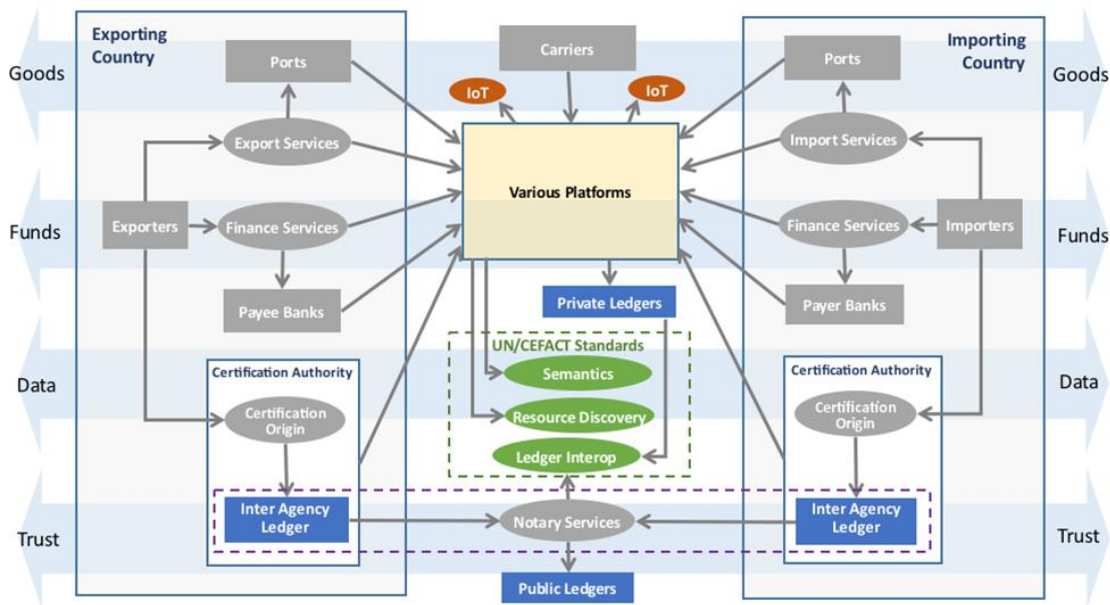 Exporting
Country
Carriers
Importing
Country
Goods
Ports
IoT
IoT
Ports
Goods
Export Services
Import Services
Various Platforms
Funds
Exporters
Finance Services
Finance Services
Importers
Funds
Payee Banks
Private Ledgers
Payer Banks
UN/CEFACT Standards
Data
Certification Authority
Semantics
Certification Authority
Data
Certification
Origin
Resource Discovery
Certification
Origin
Ledger Interop
Trust
Inter Agency
Ledger
Notary Services
Inter Agency
Ledger
Trust
Public Ledgers